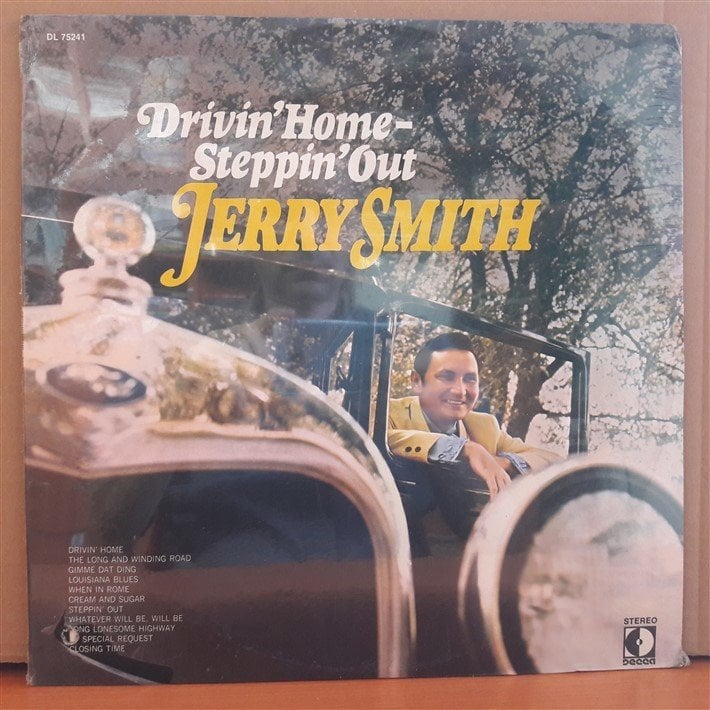 DL 75241
Drivin' Home-
Steppin' Out
JERRY SMITH
DRIVIN' HOME
THE LONG AND WINDING ROAD
GIMME DAT DING
LOUISIANA BLUES
WHEN IN ROME
CREAM AND SUGAR
STEPPIN' OUT
WHATEVER WILL BE, WILL BE
LONG LONESOME HIGHWAY
SPECIAL REQUEST
CLOSING TIME
STEREO
DECCA